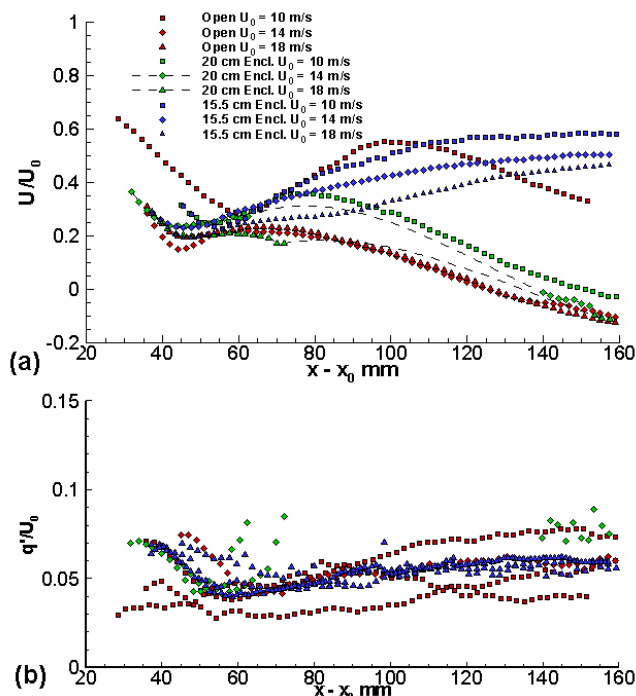 Open U0 = 10 m/s
Open U0 = 14 m/s
Open U0 = 18 m/s
20 cm Encl. U0 = 10 m/s
20 cm Encl. U0 = 14 m/s
20 cm Encl. U0 = 18 m/s
15.5 cm Encl. U0 = 10 m/s
15.5 cm Encl. U0 = 14 m/s
15.5 cm Encl. U0 = 18 m/s
1
0.8
0.6
0.4
0.2
0
-0.2
U/U0
20 40 60 80 100 120 140 160
x - x0 mm
(a)
0.15
0.1
0.05
0
q'/U0
20 40 60 80 100 120 140 160
x - x0 mm
(b)